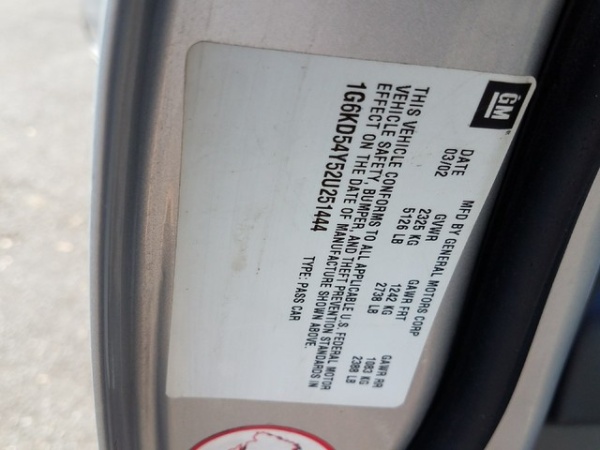 GM
MFD BY GENERAL MOTORS CORP
DATE GVWR GAWR FRT GAWR RR
03/02 2325 KG 1242 KG 1083 KG
5126 LB 2738 LB 2388 LB
THIS VEHICLE CONFORMS TO ALL APPLICABLE U.S. FEDERAL MOTOR
VEHICLE SAFETY, BUMPER, AND THEFT PREVENTION STANDARDS IN
EFFECT ON THE DATE OF MANUFACTURE SHOWN ABOVE.
1G6KD54Y52U251444 TYPE: PASS CAR